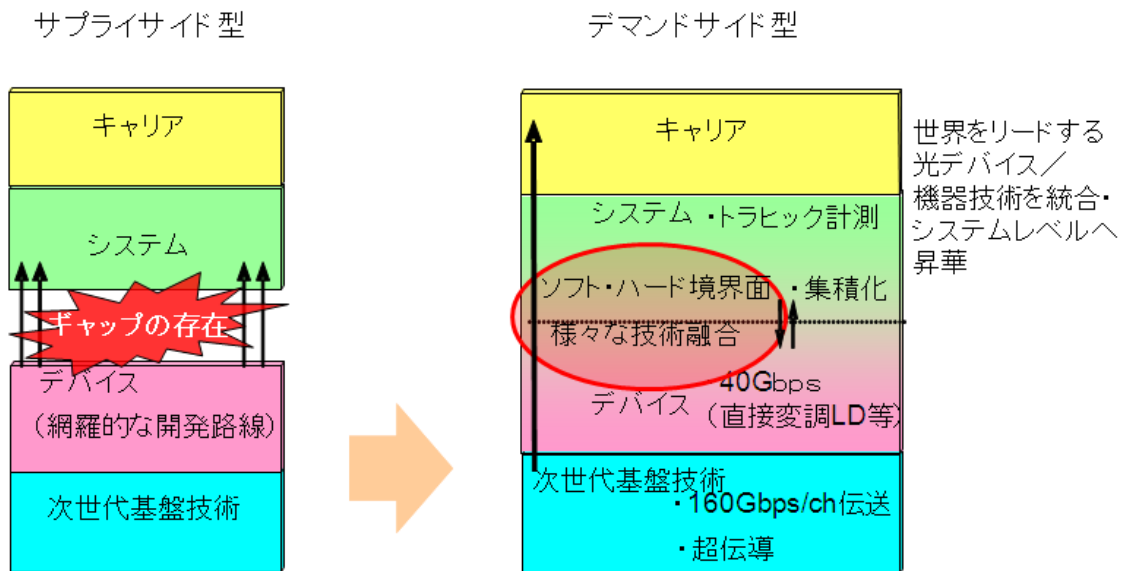 サプライサイド型
キャリア
システム
ギャップの存在
デバイス
(網羅的な開発路線)
次世代基盤技術
デマンドサイド型
キャリア
システム ・トラヒック計測
ソフト・ハード境界面 ・集積化
様々な技術融合
デバイス 40Gbps
(直接変調LD等)
次世代基盤技術
・160Gbps/ch伝送
・超伝導
世界をリードする
光デバイス／
機器技術を統合・
システムレベルへ
昇華